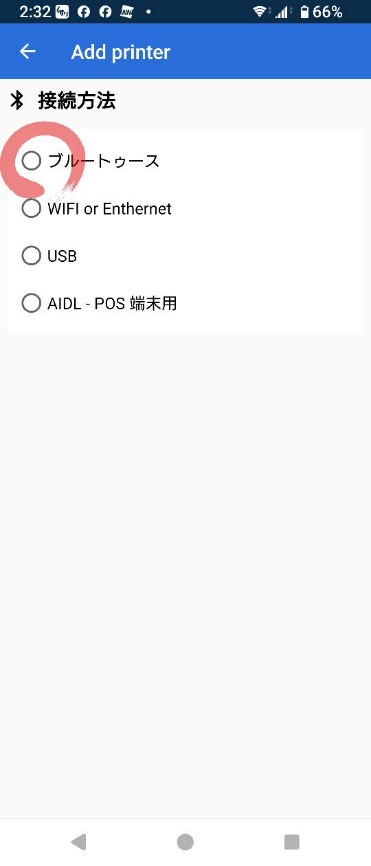 2:32
66%
Add printer
接続方法
ブルートゥース
WIFI or Enthernet
USB
AIDL - POS 端末用